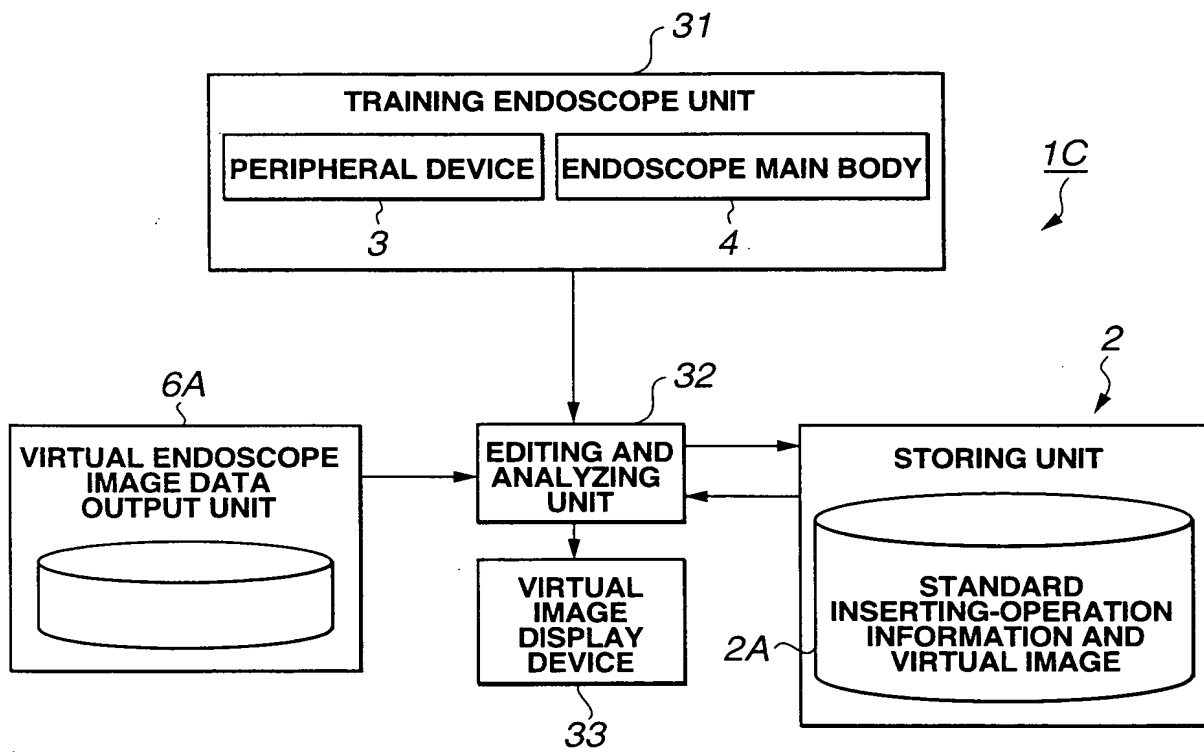 31
TRAINING ENDOSCOPE UNIT
PERIPHERAL DEVICE
ENDOSCOPE MAIN BODY
3
4
1C
6A
VIRTUAL ENDOSCOPE
IMAGE DATA
OUTPUT UNIT
32
EDITING AND
ANALYZING
UNIT
2
STORING UNIT
STANDARD
INSERTING-OPERATION
INFORMATION AND
VIRTUAL IMAGE
2A
VIRTUAL
IMAGE
DISPLAY
DEVICE
33